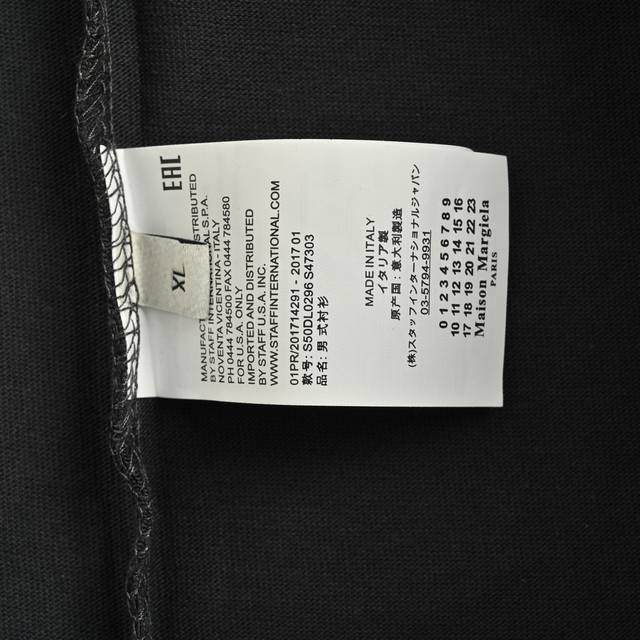 EAC
XL
MANUFACT DISTRIBUTED
BY STAFF INTERNATIONAL S.P.A.
NOVENTA VICENTINA - ITALY
PH 0444 784500 FAX 0444 784580
FOR U.S.A. ONLY
IMPORTED AND DISTRIBUTED
BY STAFF U.S.A. INC.
WWW.STAFFINTERNATIONAL.COM
01PR/201714291 - 2017 01
款号: S50DL0296 S47303
品名: 男 式衬衫
MADE IN ITALY
イタリア製
原产国 : 意大利製造
03-5794-9931
(株)スタッフインターナショナルジャパン
0 1 2 3 4 5 6 7 8 9
10 11 12 13 14 15 16
17 18 19 20 21 22 23
Maison Margiela
PARIS